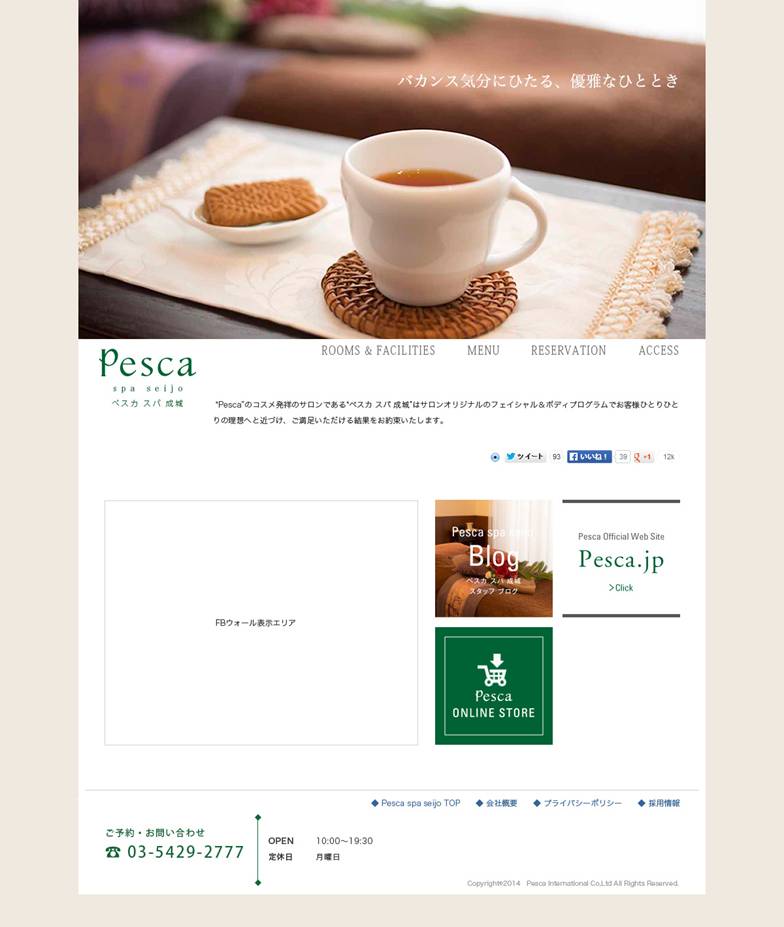 バカンス気分にひたる、優雅なひととき
Pesca
spa seijo
ペスカ スパ 成城
ROOMS & FACILITIES MENU RESERVATION ACCESS
“Pesca”のコスメ発祥のサロンである“ペスカ スパ 成城”はサロンオリジナルのフェイシャル＆ボディプログラムでお客様ひとりひと
りの理想へと近づけ、ご満足いただける結果をお約束いたします。
ツイート 93 いいね！ 39 +1 12k
FBウォール表示エリア
Pesca spa seijo
Blog
ペスカ スパ 成城
スタッフ ブログ
Pesca Official Web Site
Pesca.jp
>Click
Pesca
ONLINE STORE
◆ Pesca spa seijo TOP ◆ 会社概要 ◆ プライバシーポリシー ◆ 採用情報
ご予約・お問い合わせ
☎ 03-5429-2777
OPEN 10:00〜19:30
定休日 月曜日
Copyright©2014 Pesca International Co,Ltd All Rights Reserved.